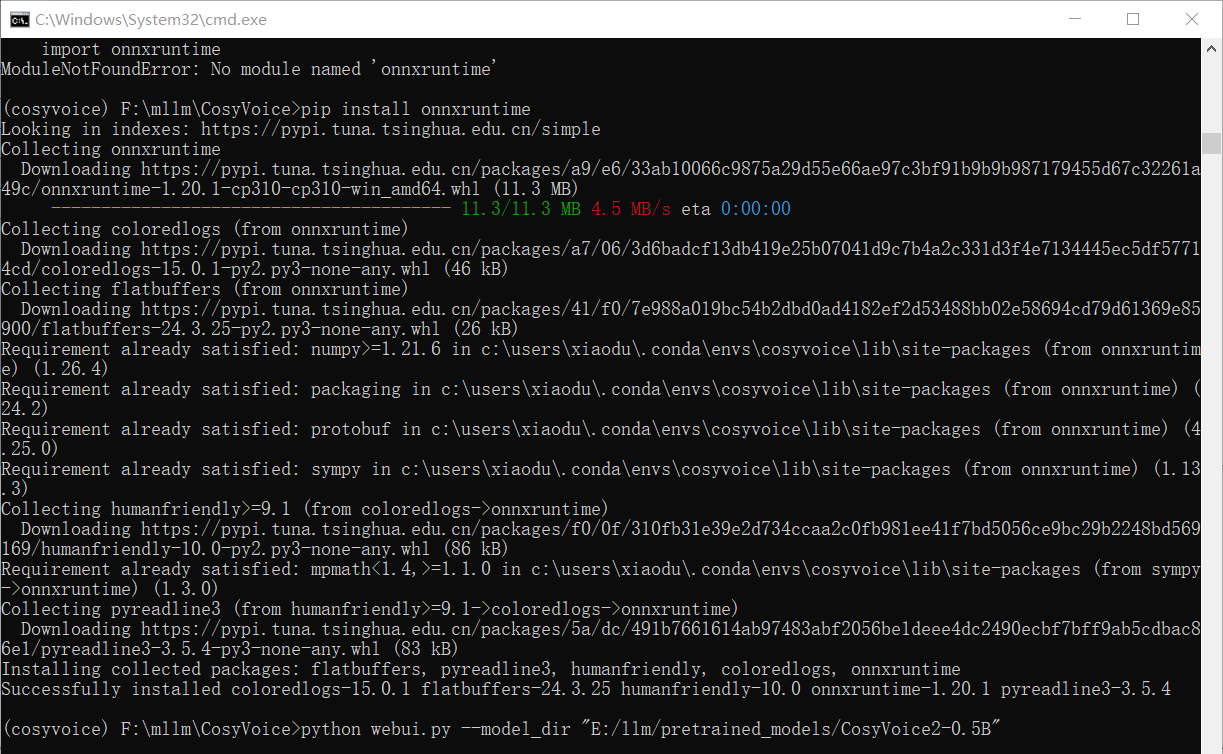 C:\Windows\System32\cmd.exe
    import onnxruntime
ModuleNotFoundError: No module named 'onnxruntime'
(cosyvoice) F:\mllm\CosyVoice>pip install onnxruntime
Looking in indexes: https://pypi.tuna.tsinghua.edu.cn/simple
Collecting onnxruntime
  Downloading https://pypi.tuna.tsinghua.edu.cn/packages/a9/e6/33ab10066c9875a29d55e66ae97c3bf91b9b9b987179455d67c32261a
49c/onnxruntime-1.20.1-cp310-cp310-win_amd64.whl (11.3 MB)
     ---------------------------------------- 11.3/11.3 MB 4.5 MB/s eta 0:00:00
Collecting coloredlogs (from onnxruntime)
  Downloading https://pypi.tuna.tsinghua.edu.cn/packages/a7/06/3d6badcf13db419e25b07041d9c7b4a2c331d3f4e7134445ec5df5771
4cd/coloredlogs-15.0.1-py2.py3-none-any.whl (46 kB)
Collecting flatbuffers (from onnxruntime)
  Downloading https://pypi.tuna.tsinghua.edu.cn/packages/41/f0/7e988a019bc54b2dbd0ad4182ef2d53488bb02e58694cd79d61369e85
900/flatbuffers-24.3.25-py2.py3-none-any.whl (26 kB)
Requirement already satisfied: numpy>=1.21.6 in c:\users\xiaodu\.conda\envs\cosyvoice\lib\site-packages (from onnxruntim
e) (1.26.4)
Requirement already satisfied: packaging in c:\users\xiaodu\.conda\envs\cosyvoice\lib\site-packages (from onnxruntime) (
24.2)
Requirement already satisfied: protobuf in c:\users\xiaodu\.conda\envs\cosyvoice\lib\site-packages (from onnxruntime) (4
.25.0)
Requirement already satisfied: sympy in c:\users\xiaodu\.conda\envs\cosyvoice\lib\site-packages (from onnxruntime) (1.13
.3)
Collecting humanfriendly>=9.1 (from coloredlogs->onnxruntime)
  Downloading https://pypi.tuna.tsinghua.edu.cn/packages/f0/0f/310fb31e39e2d734ccaa2c0fb981ee41f7bd5056ce9bc29b2248bd569
169/humanfriendly-10.0-py2.py3-none-any.whl (86 kB)
Requirement already satisfied: mpmath<1.4,>=1.1.0 in c:\users\xiaodu\.conda\envs\cosyvoice\lib\site-packages (from sympy
->onnxruntime) (1.3.0)
Collecting pyreadline3 (from humanfriendly>=9.1->coloredlogs->onnxruntime)
  Downloading https://pypi.tuna.tsinghua.edu.cn/packages/5a/dc/491b7661614ab97483abf2056be1deee4dc2490ecbf7bff9ab5cdbac8
6e1/pyreadline3-3.5.4-py3-none-any.whl (83 kB)
Installing collected packages: flatbuffers, pyreadline3, humanfriendly, coloredlogs, onnxruntime
Successfully installed coloredlogs-15.0.1 flatbuffers-24.3.25 humanfriendly-10.0 onnxruntime-1.20.1 pyreadline3-3.5.4
(cosyvoice) F:\mllm\CosyVoice>python webui.py --model_dir "E:/llm/pretrained_models/CosyVoice2-0.5B"